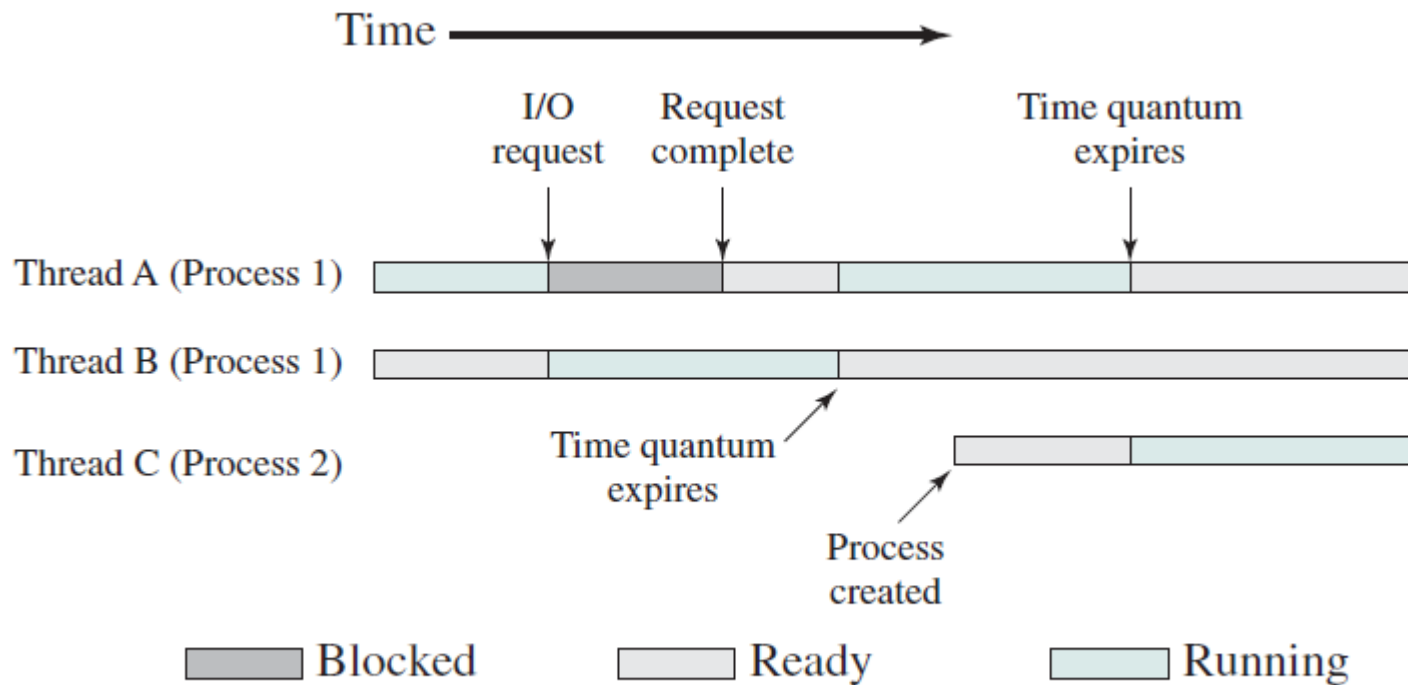 Time
I/O
request
Request
complete
Time quantum
expires
Thread A (Process 1)
Thread B (Process 1)
Time quantum
expires
Thread C (Process 2)
Process
created
Blocked
Ready
Running